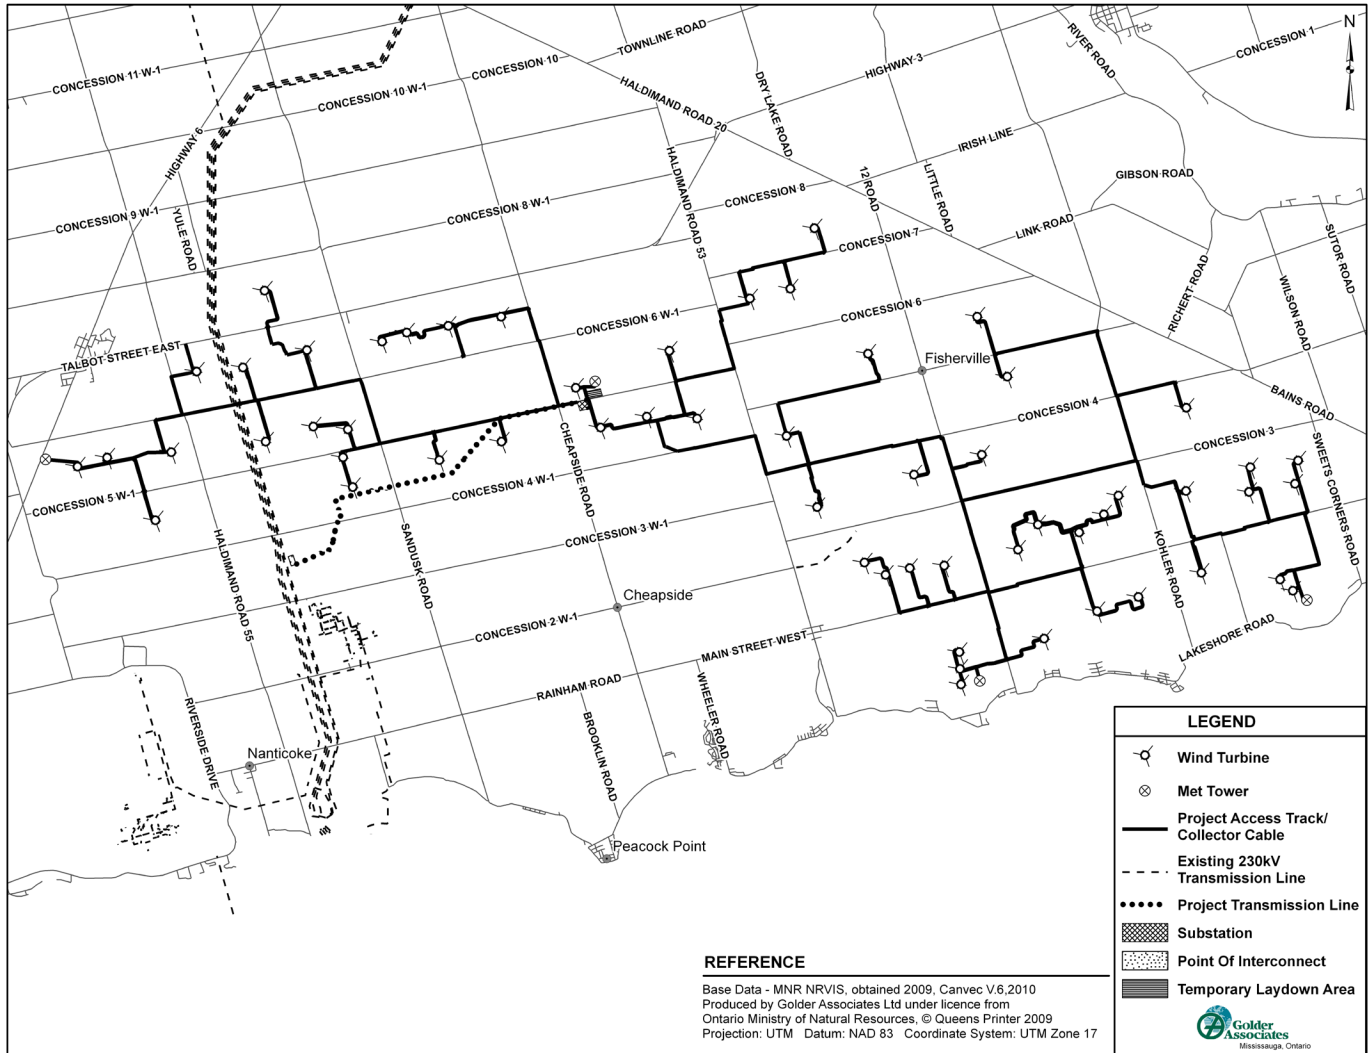 N
CONCESSION 11 W-1
CONCESSION 10 W-1
CONCESSION 10
TOWNLINE ROAD
HALDIMAND ROAD 20
DRY LAKE ROAD
HIGHWAY 3
RIVER ROAD
CONCESSION 1
HIGHWAY 6
YULE ROAD
CONCESSION 9 W-1
CONCESSION 8 W-1
HALDIMAND ROAD 53
CONCESSION 8
12 ROAD
LITTLE ROAD
IRISH LINE
GIBSON ROAD
LINK ROAD
CONCESSION 7
RICHERT ROAD
WILSON ROAD
SUTOR ROAD
TALBOT STREET EAST
CONCESSION 6 W-1
CONCESSION 6
Fisherville
BAINS ROAD
CONCESSION 4
CONCESSION 3
SWEETS CORNERS ROAD
CHEAPSIDE ROAD
CONCESSION 5 W-1
CONCESSION 4 W-1
CONCESSION 3 W-1
HALDIMAND ROAD 55
SANDUSK ROAD
KOHLER ROAD
Cheapside
CONCESSION 2 W-1
MAIN STREET WEST
LAKESHORE ROAD
RAINHAM ROAD
WHEELER ROAD
BROOKLIN ROAD
RIVERSIDE DRIVE
Nanticoke
Peacock Point
LEGEND
Wind Turbine
Met Tower
Project Access Track/
Collector Cable
Existing 230kV
Transmission Line
Project Transmission Line
Substation
Point Of Interconnect
Temporary Laydown Area
Golder
Associates
Mississauga, Ontario
REFERENCE
Base Data - MNR NRVIS, obtained 2009, Canvec V.6,2010
Produced by Golder Associates Ltd under licence from
Ontario Ministry of Natural Resources, © Queens Printer 2009
Projection: UTM Datum: NAD 83 Coordinate System: UTM Zone 17